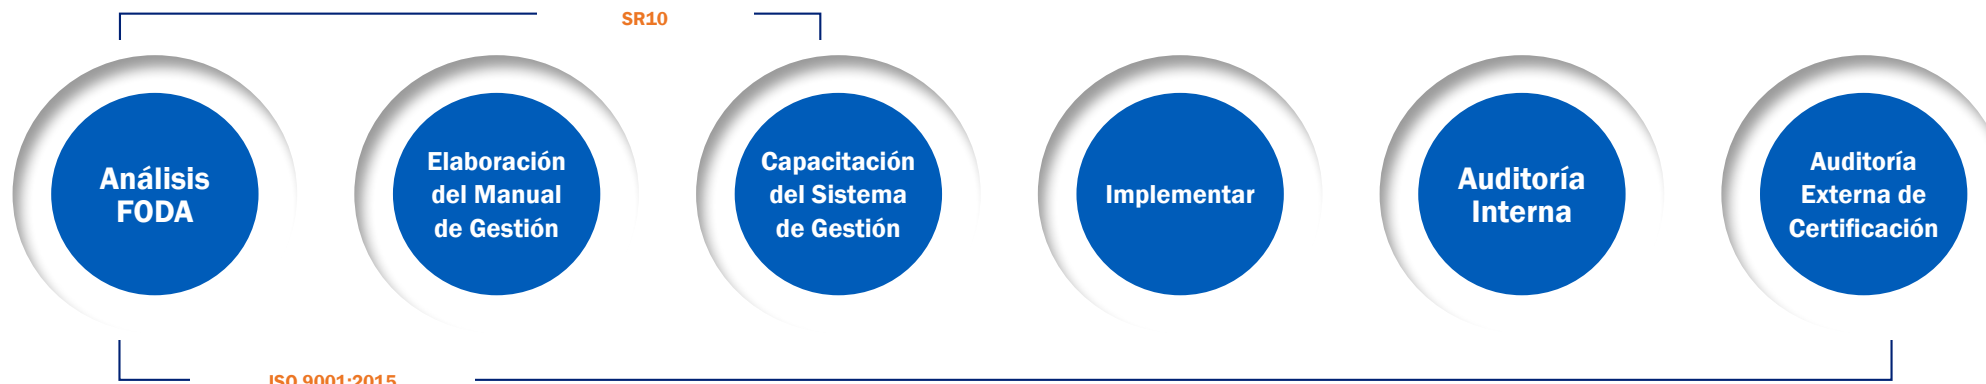 SR10
Análisis
FODA
Elaboración
del Manual
de Gestión
Capacitación
del Sistema
de Gestión
Implementar
Auditoría
Interna
Auditoría
Externa de
Certificación
ISO 9001:2015